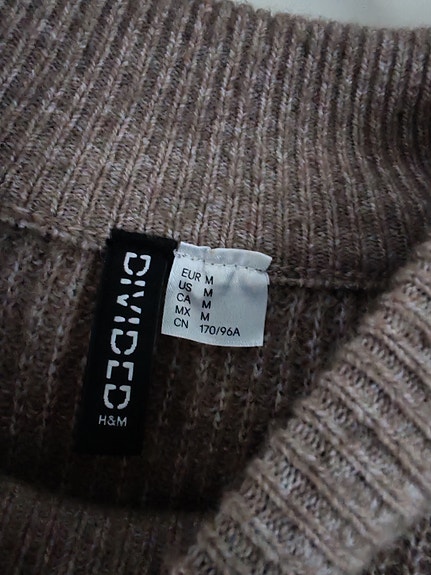 DIVIDED
H&M
EUR M
US M
CA M
MX M
CN 170/96A